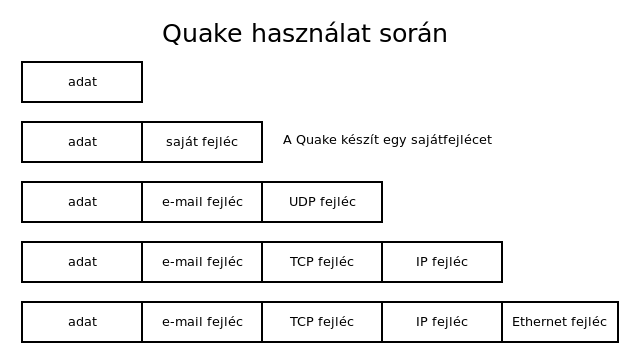 Quake használat során
adat
adat saját fejléc A Quake készít egy sajátfejlécet
adat e-mail fejléc UDP fejléc
adat e-mail fejléc TCP fejléc IP fejléc
adat e-mail fejléc TCP fejléc IP fejléc Ethernet fejléc